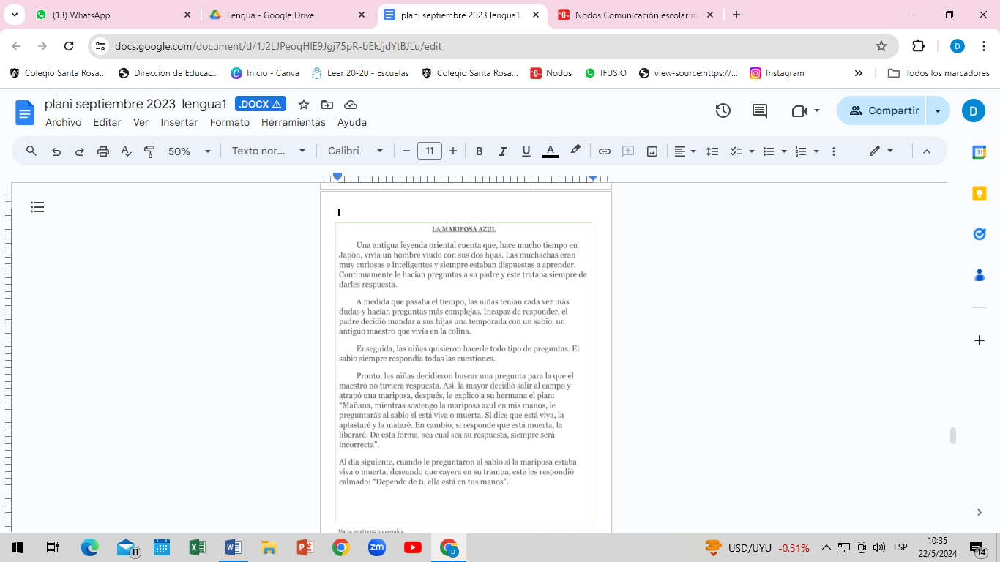 (13) WhatsApp
Lengua - Google Drive
plani septiembre 2023 lengua1.
Nodos Comunicación escolar m
docs.google.com/document/d/1J2LJPeoqHlE9Jgj75pR-bEkJjdYtBJLu/edit
Colegio Santa Rosa... Dirección de Educac... Inicio - Canva Leer 20-20 - Escuelas Colegio Santa Rosa... Nodos IFUSIO view-source:https://... Instagram » Todos los marcadores
plani septiembre 2023 lengua1 .DOCX
Archivo Editar Ver Insertar Formato Herramientas Ayuda
Compartir
D
50% Texto nor... Calibri 11 B I U A
31
LA MARIPOSA AZUL
Una antigua leyenda oriental cuenta que, hace mucho tiempo en
Japón, vivía un hombre viudo con sus dos hijas. Las muchachas eran
muy curiosas e inteligentes y siempre estaban dispuestas a aprender.
Continuamente le hacían preguntas a su padre y este trataba siempre de
darles respuesta.
A medida que pasaba el tiempo, las niñas tenían cada vez más
dudas y hacían preguntas más complejas. Incapaz de responder, el
padre decidió mandar a sus hijas una temporada con un sabio, un
antiguo maestro que vivía en la colina.
Enseguida, las niñas quisieron hacerle todo tipo de preguntas. El
sabio siempre respondía todas las cuestiones.
Pronto, las niñas decidieron buscar una pregunta para la que el
maestro no tuviera respuesta. Así, la mayor decidió salir al campo y
atrapó una mariposa, después, le explicó a su hermana el plan:
“Mañana, mientras sostengo la mariposa azul en mis manos, le
preguntarás al sabio si está viva o muerta. Si dice que está viva, la
aplastaré y la mataré. En cambio, si responde que está muerta, la
liberaré. De esta forma, sea cual sea su respuesta, siempre será
incorrecta”.
Al día siguiente, cuando le preguntaron al sabio si la mariposa estaba
viva o muerta, deseando que cayera en su trampa, este les respondió
calmado: “Depende de ti, ella está en tus manos”.
Marca en el texto los párrafos.
11
zm
USD/UYU -0,31%
ESP
10:35
22/5/2024
14